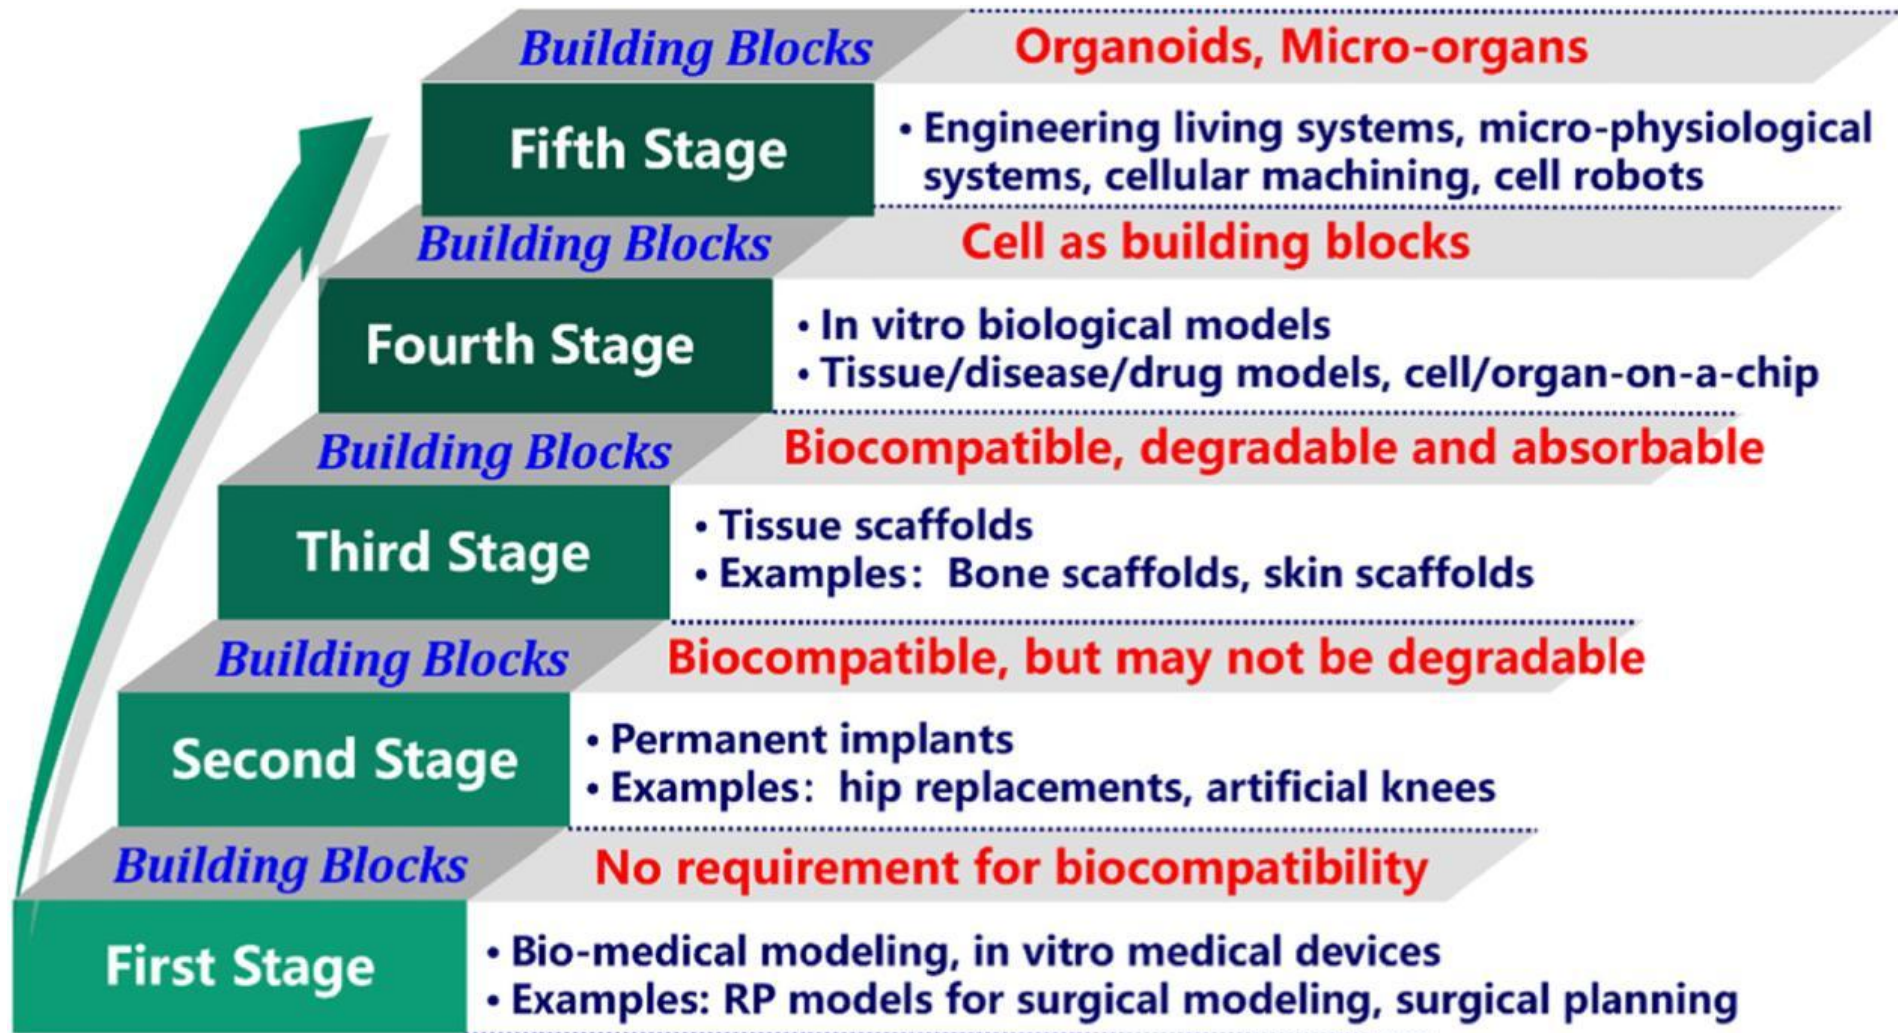 Building Blocks Organoids, Micro-organs
Fifth Stage
• Engineering living systems, micro-physiological
systems, cellular machining, cell robots
Building Blocks Cell as building blocks
Fourth Stage
• In vitro biological models
• Tissue/disease/drug models, cell/organ-on-a-chip
Building Blocks Biocompatible, degradable and absorbable
Third Stage
• Tissue scaffolds
• Examples: Bone scaffolds, skin scaffolds
Building Blocks Biocompatible, but may not be degradable
Second Stage
• Permanent implants
• Examples: hip replacements, artificial knees
Building Blocks No requirement for biocompatibility
First Stage
• Bio-medical modeling, in vitro medical devices
• Examples: RP models for surgical modeling, surgical planning